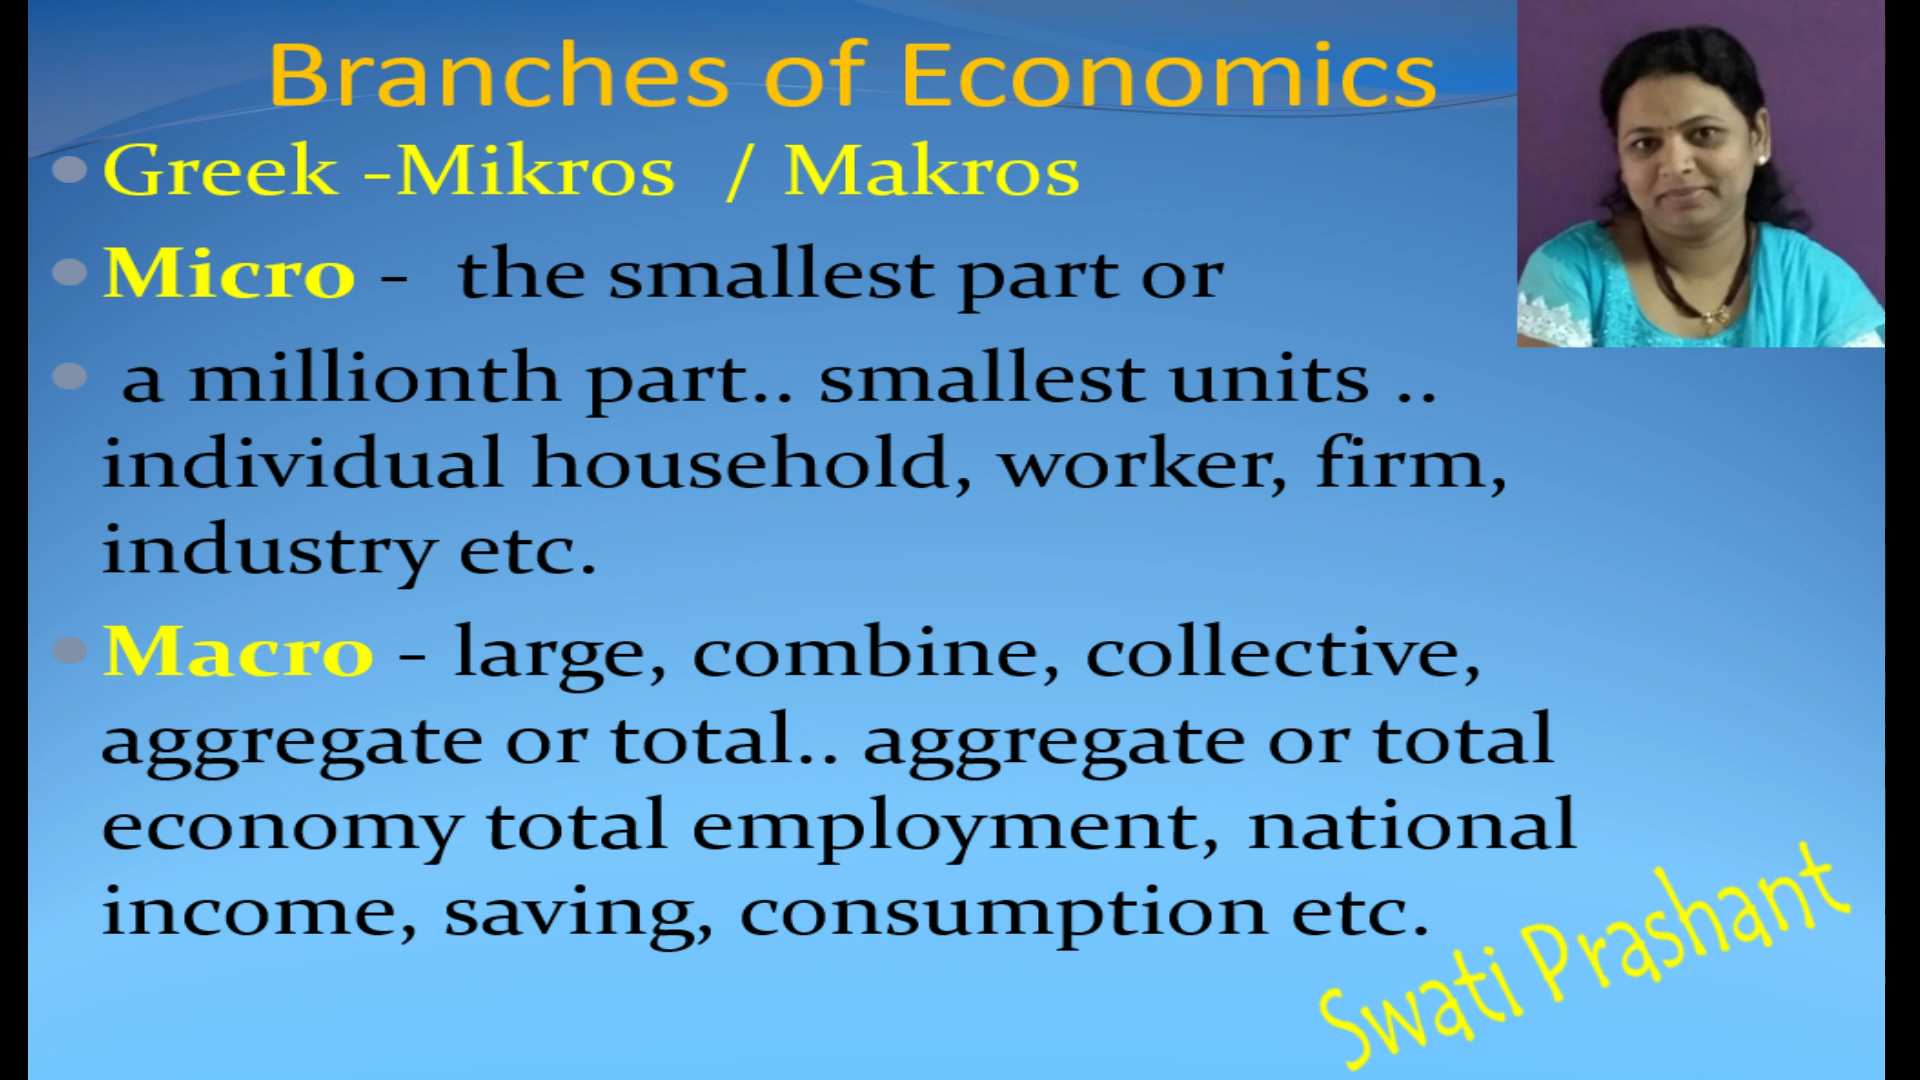 Branches of Economics
Greek -Mikros / Makros
Micro - the smallest part or
a millionth part.. smallest units ..
individual household, worker, firm,
industry etc.
Macro - large, combine, collective,
aggregate or total.. aggregate or total
economy total employment, national
income, saving, consumption etc.
Swati Prashant